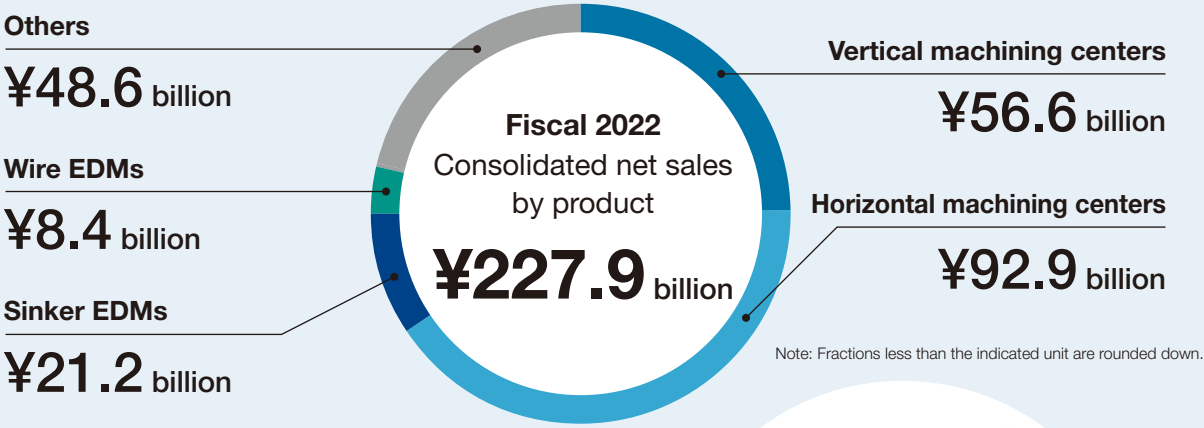 Others
¥48.6 billion
Wire EDMs
¥8.4 billion
Sinker EDMs
¥21.2 billion
Fiscal 2022
Consolidated net sales
by product
¥227.9 billion
Vertical machining centers
¥56.6 billion
Horizontal machining centers
¥92.9 billion
Note: Fractions less than the indicated unit are rounded down.